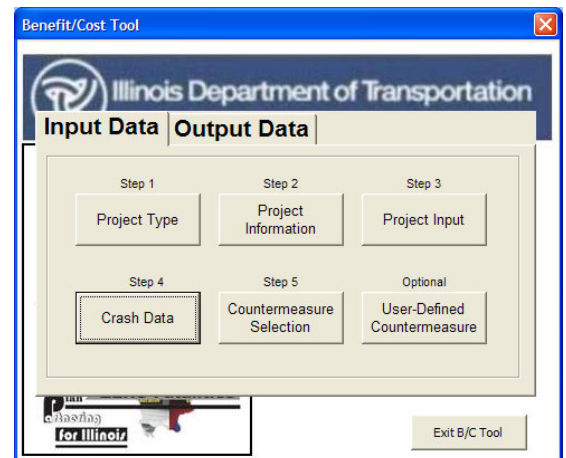 Benefit/Cost Tool
Illinois Department of Transportation
Input Data Output Data
Step 1 Step 2 Step 3
Project Type
Project
Information
Project Input
Step 4 Step 5 Optional
Crash Data
Countermeasure
Selection
User-Defined
Countermeasure
for Illinois
Exit B/C Tool